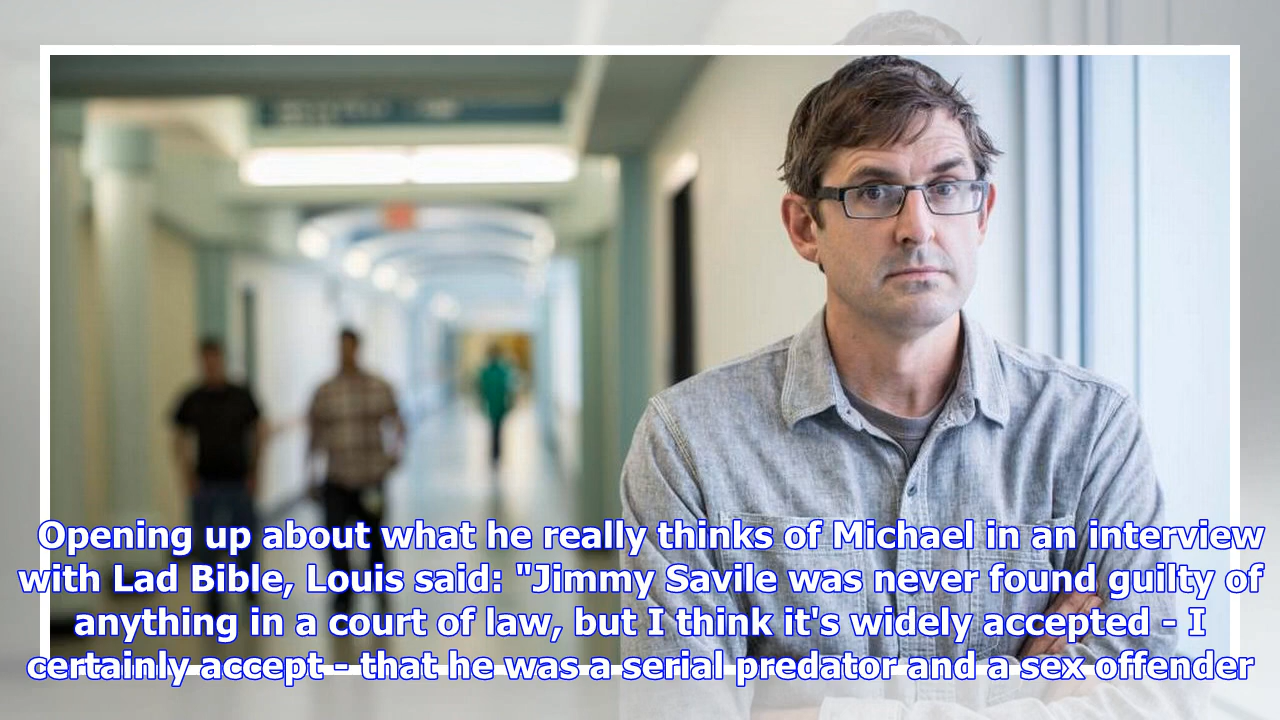 Opening up about what he really thinks of Michael in an interview
with Lad Bible, Louis said: "Jimmy Savile was never found guilty of
anything in a court of law, but I think it's widely accepted - I
certainly accept - that he was a serial predator and a sex offender